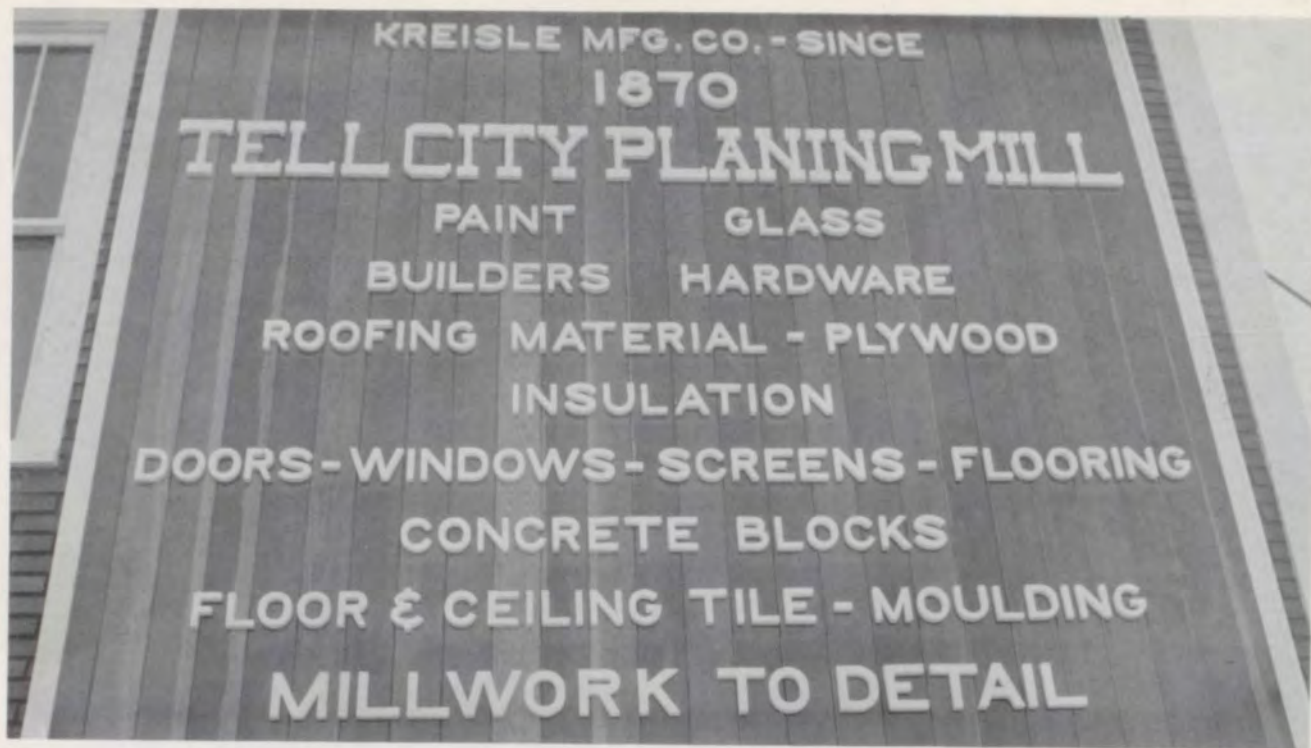 KREISLE MFG. CO. - SINCE
1870
TELL CITY PLANING MILL
PAINT GLASS
BUILDERS HARDWARE
ROOFING MATERIAL - PLYWOOD
INSULATION
DOORS - WINDOWS - SCREENS - FLOORING
CONCRETE BLOCKS
FLOOR & CEILING TILE - MOULDING
MILLWORK TO DETAIL